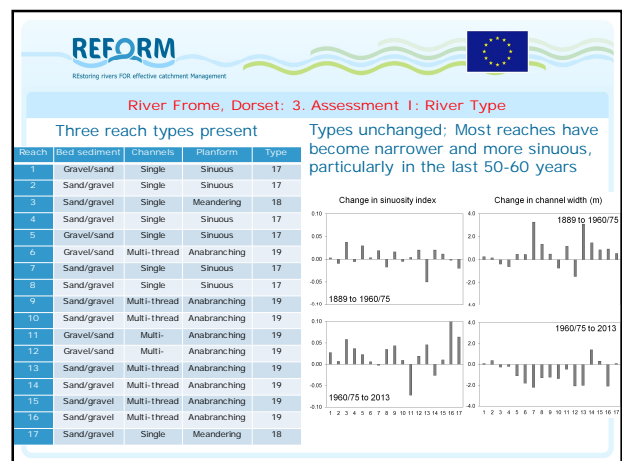 REFORM
REstoring rivers FOR effective catchment Management
River Frome, Dorset: 3. Assessment I: River Type
Three reach types present
Reach Bed sediment Channels Planform Type
1 Gravel/sand Single Sinuous 17
2 Sand/gravel Single Sinuous 17
3 Sand/gravel Single Meandering 18
4 Sand/gravel Single Sinuous 17
5 Gravel/sand Single Sinuous 17
6 Gravel/sand Multi-thread Anabranching 19
7 Sand/gravel Single Sinuous 17
8 Sand/gravel Single Sinuous 17
9 Sand/gravel Multi-thread Anabranching 19
10 Sand/gravel Multi-thread Anabranching 19
11 Gravel/sand Multi- Anabranching 19
12 Gravel/sand Multi- Anabranching 19
13 Sand/gravel Multi-thread Anabranching 19
14 Sand/gravel Multi-thread Anabranching 19
15 Sand/gravel Multi-thread Anabranching 19
16 Sand/gravel Multi-thread Anabranching 19
17 Sand/gravel Single Meandering 18
Types unchanged; Most reaches have
become narrower and more sinuous,
particularly in the last 50-60 years
Change in sinuosity index
0.10
0.05
0.00
-0.05
-0.10
1889 to 1960/75
0.10
0.05
0.00
-0.05
-0.10
1960/75 to 2013
1 2 3 4 5 6 7 8 9 10 11 12 13 14 15 16 17
Change in channel width (m)
1889 to 1960/75
4.0
2.0
0.0
-2.0
-4.0
1960/75 to 2013
4.0
2.0
0.0
-2.0
-4.0
1 2 3 4 5 6 7 8 9 10 11 12 13 14 15 16 17